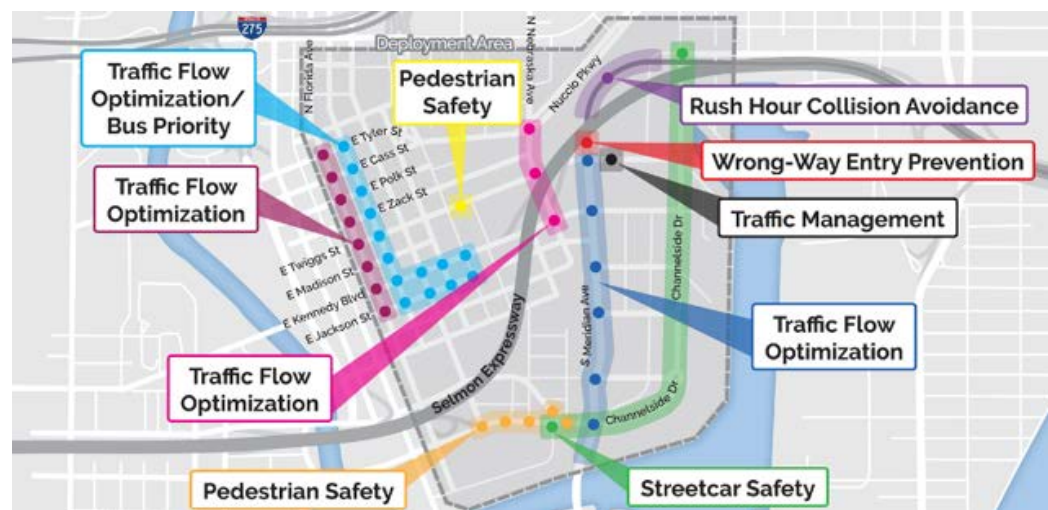 275
Deployment Area
N Florida Ave
N Nebraska Ave
Nuccio Pkwy
Traffic Flow
Optimization/
Bus Priority
Pedestrian
Safety
Rush Hour Collision Avoidance
E Tyler St
E Cass St
E Polk St
E Zack St
Wrong-Way Entry Prevention
Traffic Flow
Optimization
Traffic Management
E Twiggs St
E Madison St
E Kennedy Blvd
E Jackson St
Channelside Dr
S Meridian Ave
Selmon Expressway
Traffic Flow
Optimization
Traffic Flow
Optimization
Channelside Dr
Pedestrian Safety
Streetcar Safety